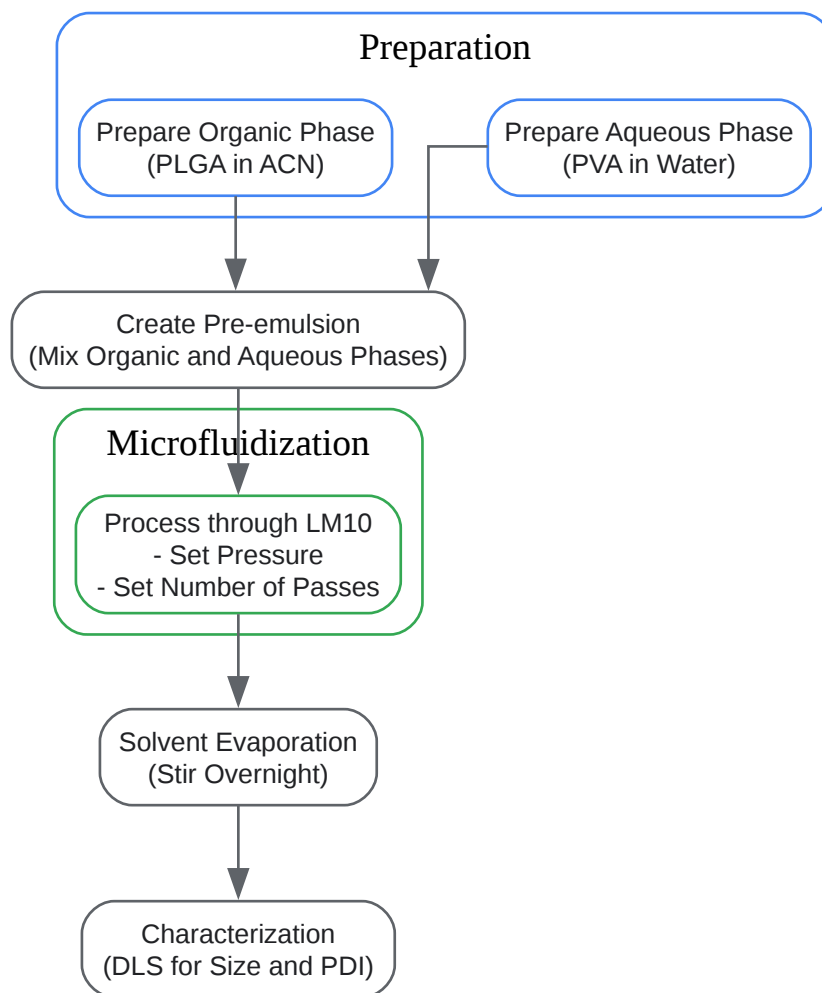 Preparation
Prepare Organic Phase
(PLGA in ACN)
Prepare Aqueous Phase
(PVA in Water)
Create Pre-emulsion
(Mix Organic and Aqueous Phases)
Microfluidization
Process through LM10
- Set Pressure
- Set Number of Passes
Solvent Evaporation
(Stir Overnight)
Characterization
(DLS for Size and PDI)